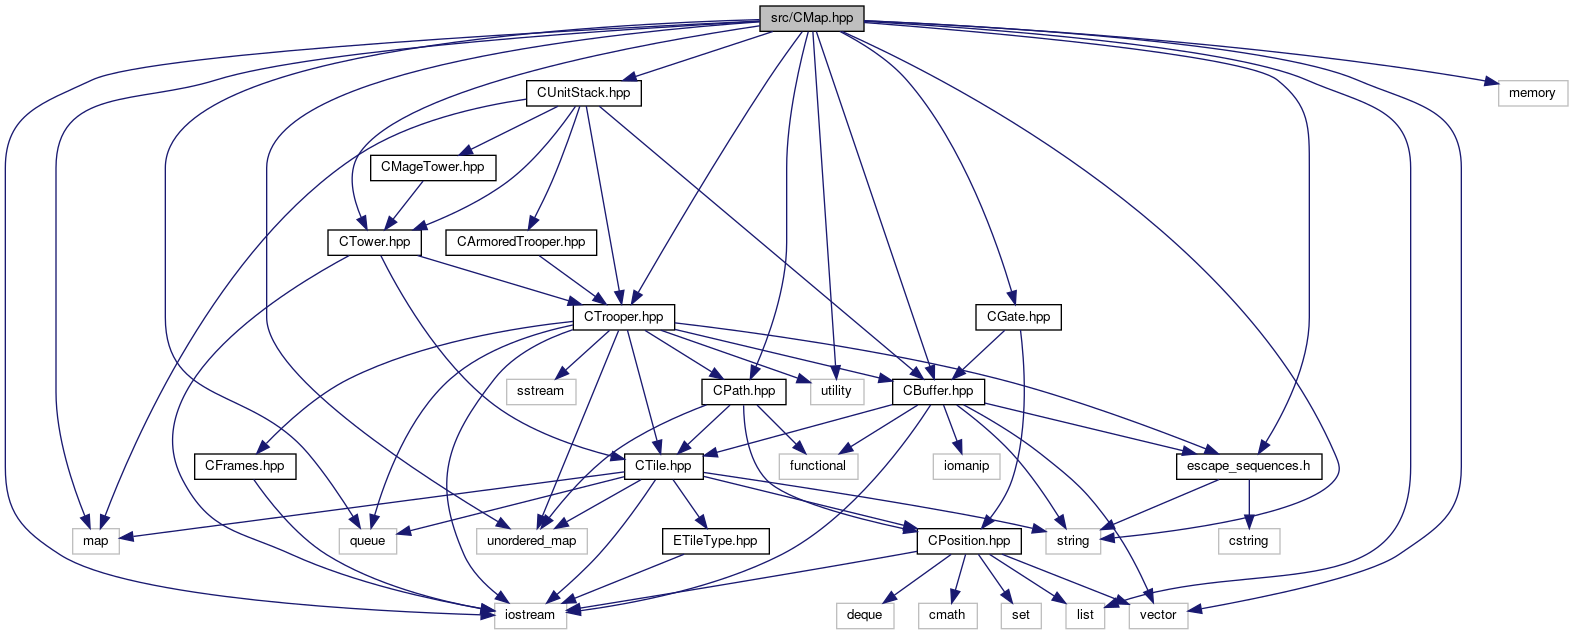 src/CMap.hpp
CUnitStack.hpp
memory
CMageTower.hpp
CTower.hpp
CArmoredTrooper.hpp
CTrooper.hpp
CGate.hpp
sstream
CPath.hpp
utility
CBuffer.hpp
CFrames.hpp
CTile.hpp
functional
iomanip
escape_sequences.h
map
queue
unordered_map
ETileType.hpp
CPosition.hpp
string
cstring
iostream
deque
cmath
set
list
vector